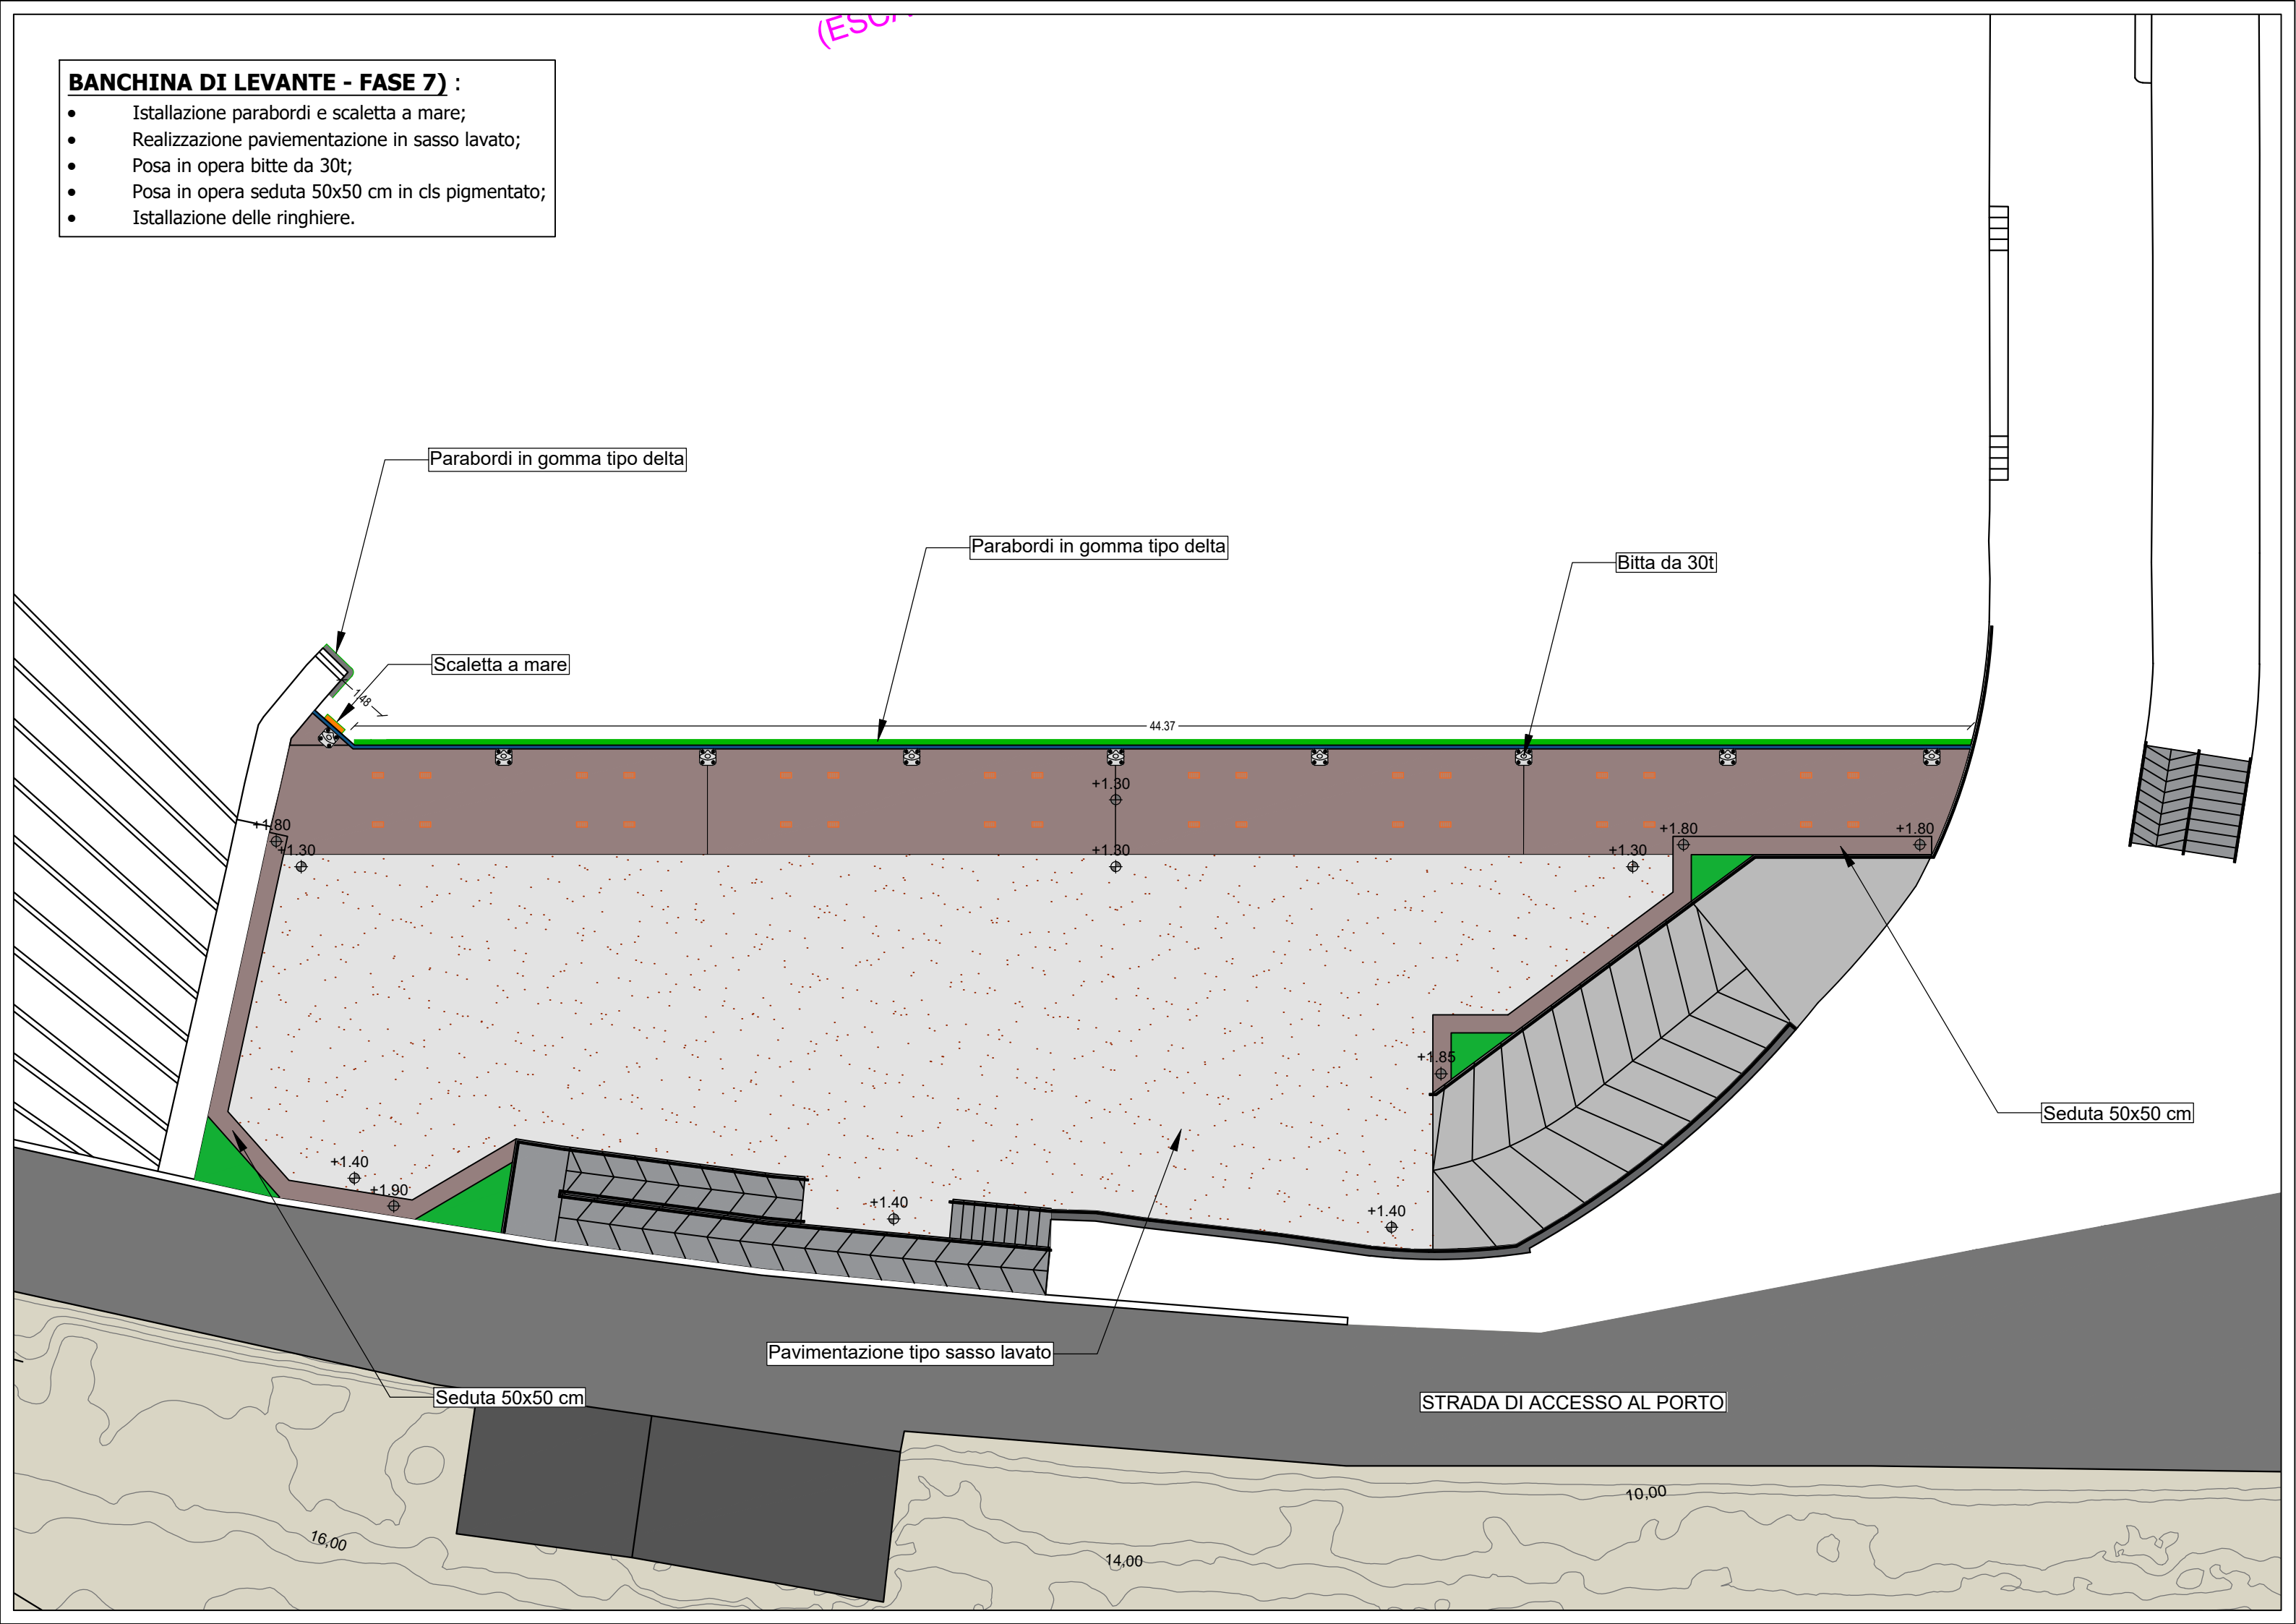 (ESCA
BANCHINA DI LEVANTE - FASE 7) :
• Istallazione parabordi e scaletta a mare;
• Realizzazione paviementazione in sasso lavato;
• Posa in opera bitte da 30t;
• Posa in opera seduta 50x50 cm in cls pigmentato;
• Istallazione delle ringhiere.
Parabordi in gomma tipo delta
Parabordi in gomma tipo delta
Bitta da 30t
Scaletta a mare
1.48
44.37
+1.30
+1.80
+1.80
+1.80
+1.30
+1.30
+1.30
+1.85
Seduta 50x50 cm
+1.40
+1.90
+1.40
+1.40
Pavimentazione tipo sasso lavato
Seduta 50x50 cm
STRADA DI ACCESSO AL PORTO
10,00
16,00
14,00